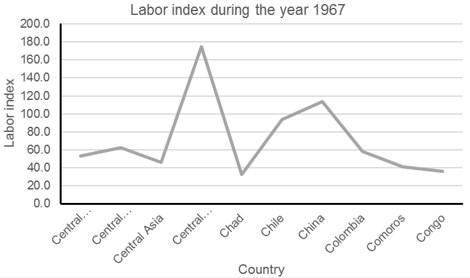 Labor index during the year 1967
200.0
180.0
160.0
140.0
120.0
100.0
80.0
60.0
40.0
20.0
0.0
Labor index
Central...
Central...
Central Asia
Central...
Chad
Chile
China
Colombia
Comoros
Congo
Country